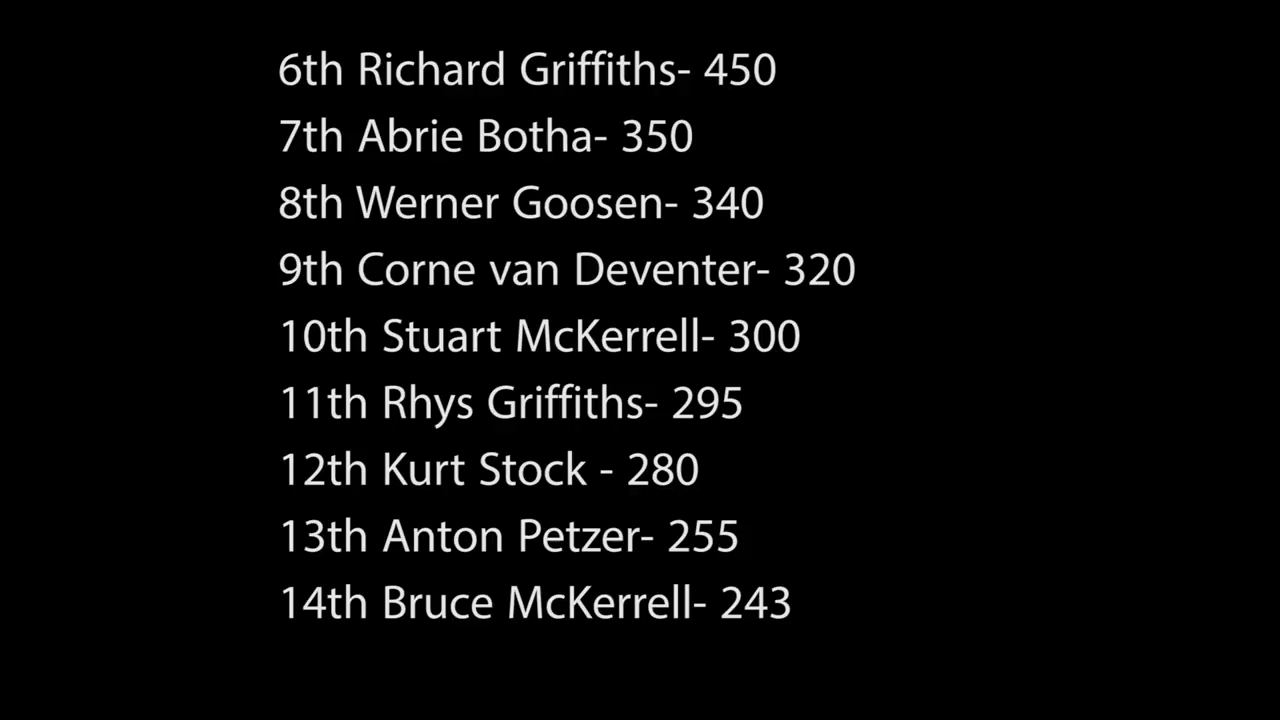 6th Richard Griffiths- 450
7th Abrie Botha- 350
8th Werner Goosen- 340
9th Corne van Deventer- 320
10th Stuart McKerrell- 300
11th Rhys Griffiths- 295
12th Kurt Stock - 280
13th Anton Petzer- 255
14th Bruce McKerrell- 243